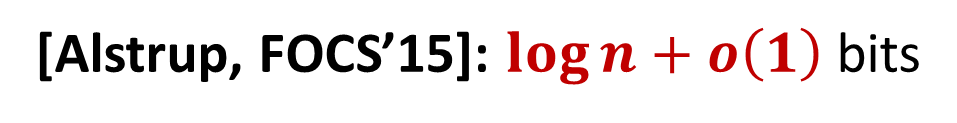 [Alstrup, FOCS’15]: log n + o(1) bits